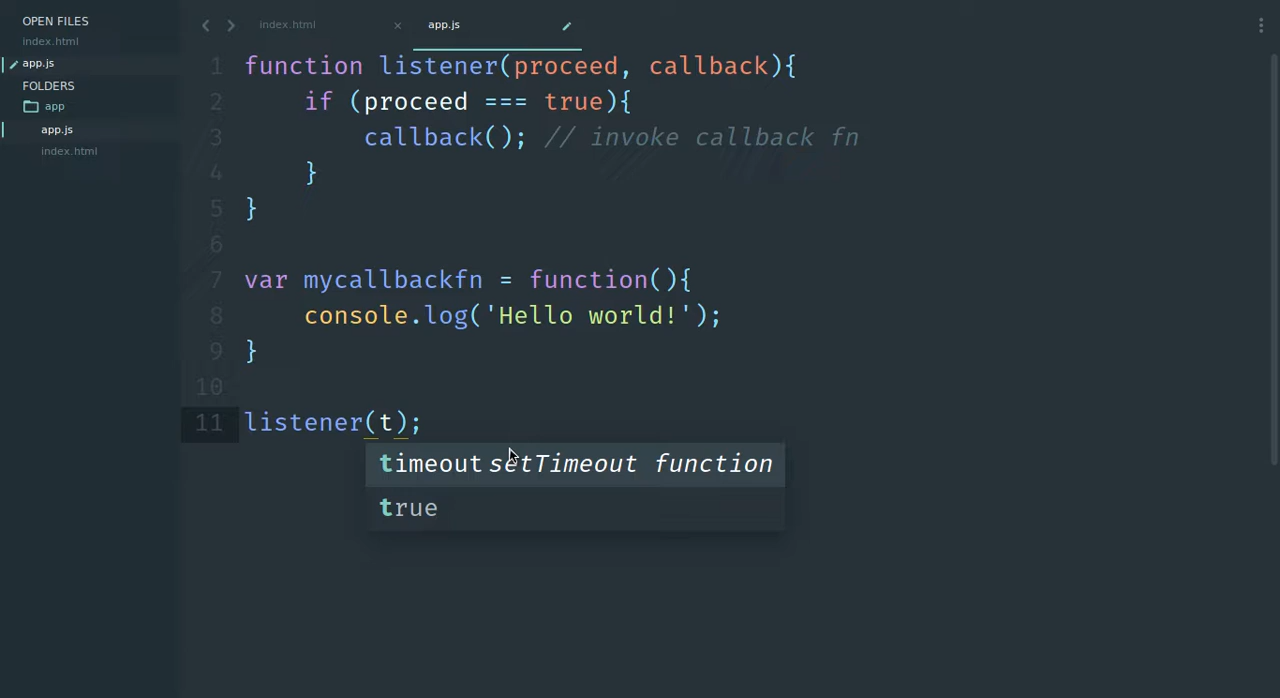 OPEN FILES
index.html
app.js
FOLDERS
app
app.js
index.html
index.html × app.js
1 function listener(proceed, callback){
2 if (proceed === true){
3 callback(); // invoke callback fn
4 }
5 }
6
7 var mycallbackfn = function(){
8 console.log('Hello world!');
9 }
10
11 listener(t);
timeout setTimeout function
true